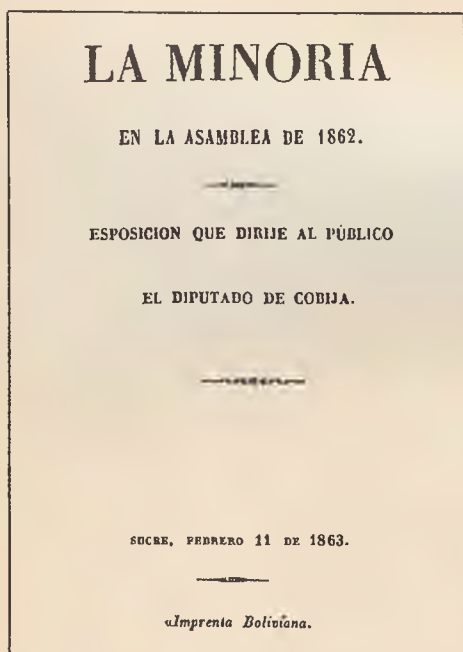 LA MINORIA
EN LA ASAMBLEA DE 1862.
ESPOSICION QUE DIRIJE AL PÚBLICO
EL DIPUTADO DE COBIJA.
SUCRE, FEBRERO 11 DE 1863.
Imprenta Boliviana.